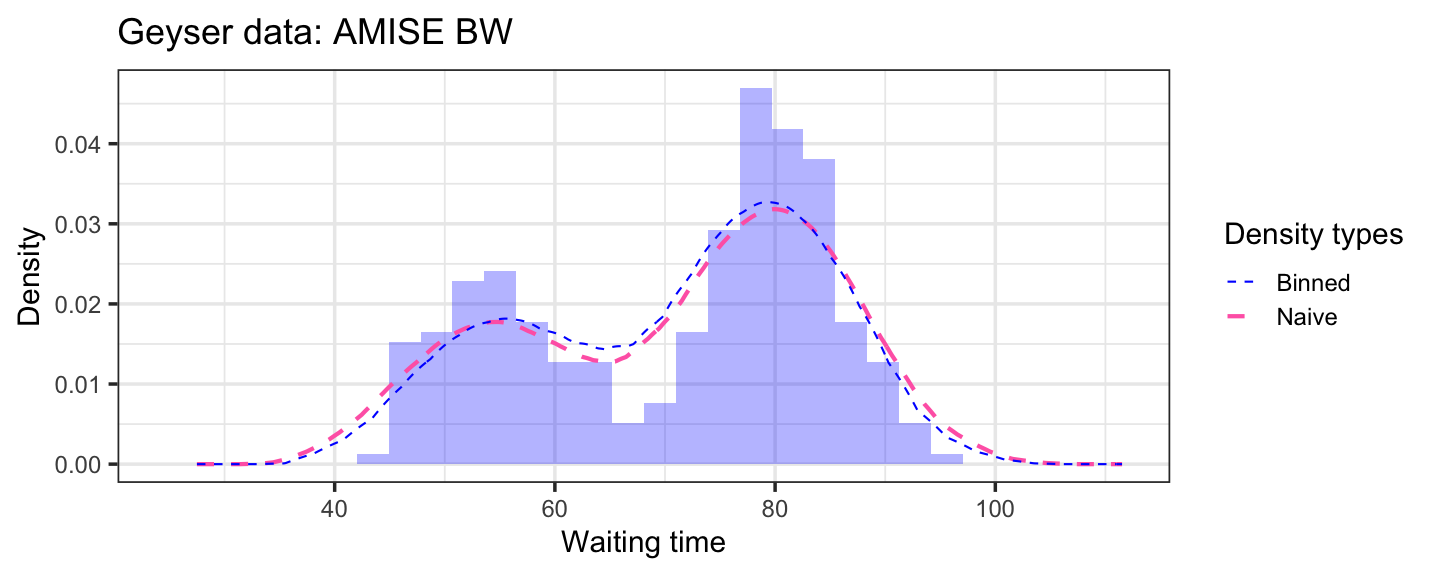 Geyser data: AMISE BW
Density
0.04
0.03
0.02
0.01
0.00
40 60 80 100
Waiting time
Density types
Binned
Naive